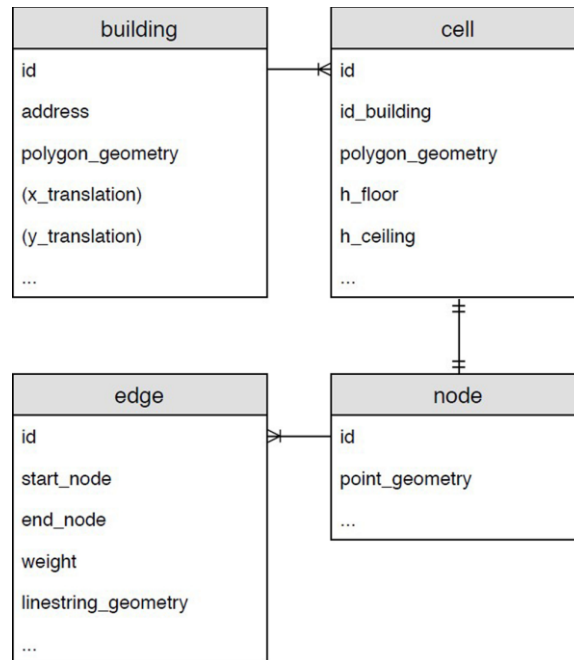 building
id
address
polygon_geometry
(x_translation)
(y_translation)
...
cell
id
id_building
polygon_geometry
h_floor
h_ceiling
...
edge
id
start_node
end_node
weight
linestring_geometry
...
node
id
point_geometry
...